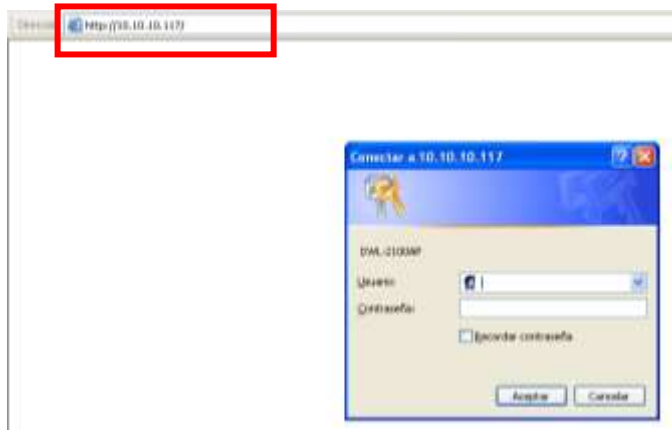 Dirección http://10.10.10.117/
Conectar a 10.10.10.117
DWL-2100AP
Usuario:
Contraseña:
Recordar contraseña
Aceptar Cancelar